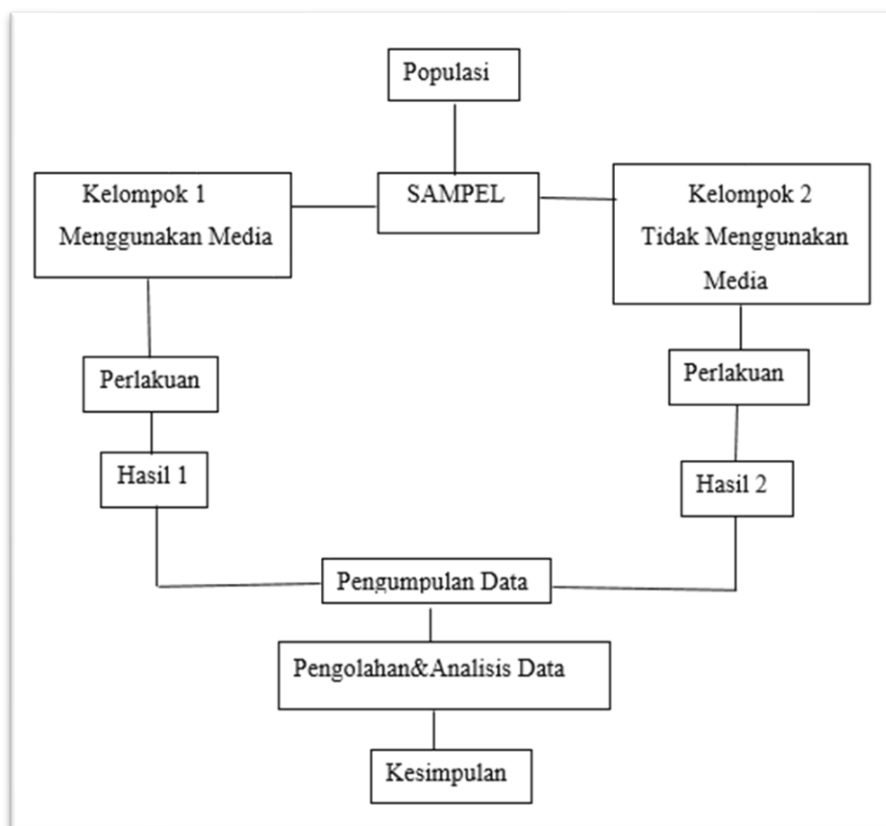 Populasi
SAMPEL
Kelompok 1
Menggunakan Media
Kelompok 2
Tidak Menggunakan
Media
Perlakuan
Perlakuan
Hasil 1
Hasil 2
Pengumpulan Data
Pengolahan&Analisis Data
Kesimpulan